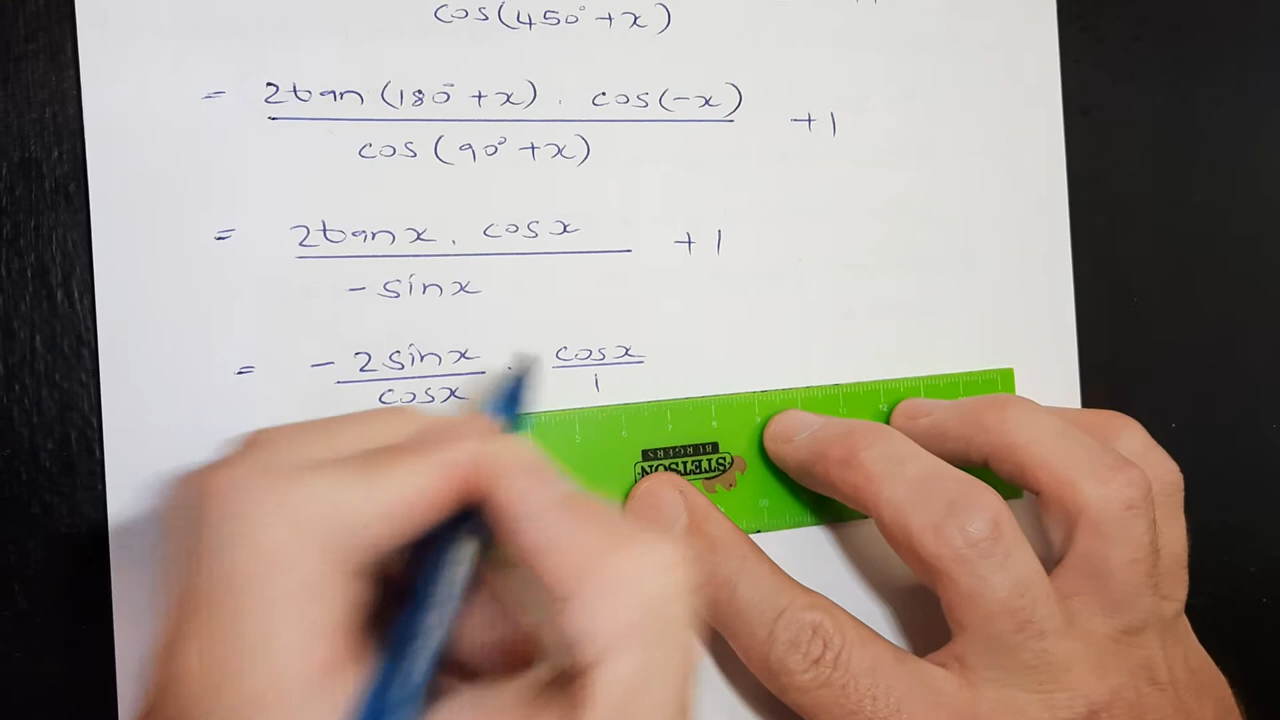 cos(450°+x)
= 2tan(180°+x) . cos(-x) +1
cos(90°+x)
= 2tanx . cosx +1
-sinx
= -2sinx . cosx
cosx 1
STETSON
BURGERS